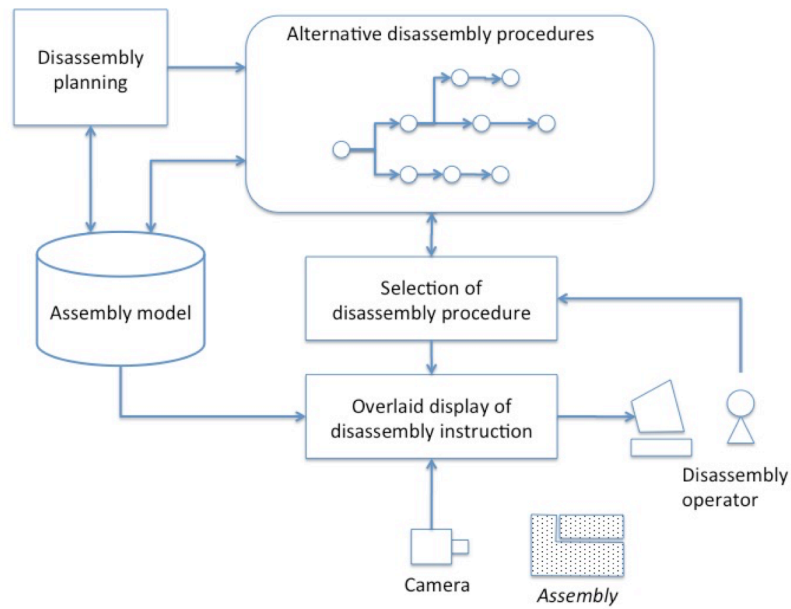 Disassembly
planning
Alternative disassembly procedures
Assembly model
Selection of
disassembly procedure
Overlaid display of
disassembly instruction
Disassembly
operator
Camera
Assembly